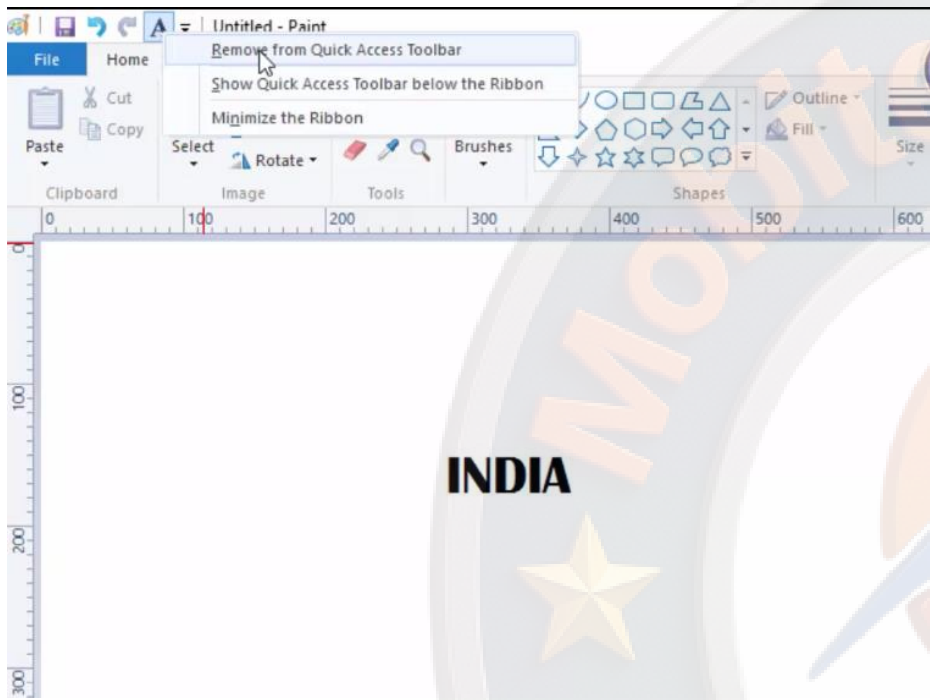 A Untitled - Paint
File Home
Remove from Quick Access Toolbar
Show Quick Access Toolbar below the Ribbon
Minimize the Ribbon
Cut
Copy
Paste
Select
Rotate
Brushes
Outline
Fill
Size
Clipboard
Image
Tools
Shapes
0 100 200 300 400 500 600
0
100
200
300
INDIA